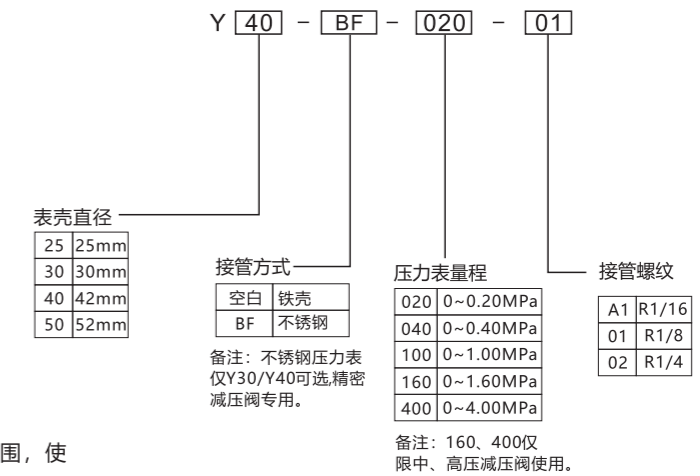 Y 40 - BF - 020 - 01
表壳直径
25 25mm
30 30mm
40 42mm
50 52mm
接管方式
空白 铁壳
BF 不锈钢
备注：不锈钢压力表
仅Y30/Y40可选,精密
减压阀专用。
压力表量程
020 0~0.20MPa
040 0~0.40MPa
100 0~1.00MPa
160 0~1.60MPa
400 0~4.00MPa
备注：160、400仅
限中、高压减压阀使用。
接管螺纹
A1 R1/16
01 R1/8
02 R1/4
围，使